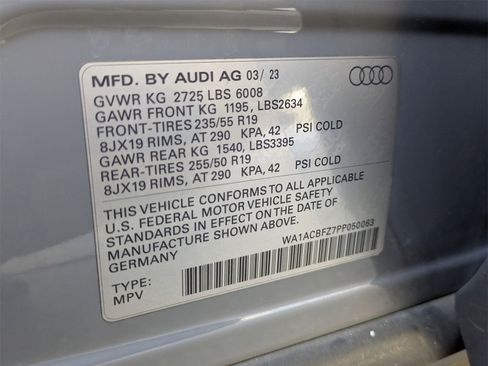 MFD. BY AUDI AG 03/23
GVWR KG 2725 LBS 6008
GAWR FRONT KG 1195, LBS2634
FRONT-TIRES 235/55 R19
8JX19 RIMS, AT 290 KPA, 42 PSI COLD
GAWR REAR KG 1540, LBS3395
REAR-TIRES 255/50 R19
8JX19 RIMS, AT 290 KPA, 42 PSI COLD
THIS VEHICLE CONFORMS TO ALL APPLICABLE
U.S. FEDERAL MOTOR VEHICLE SAFETY
STANDARDS IN EFFECT ON THE DATE OF
MANUFACTURE SHOWN ABOVE.
GERMANY
WA1ACBFZ7PP050063
TYPE:
MPV